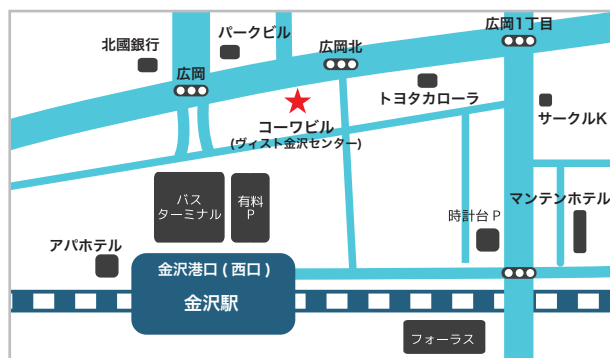 広岡1丁目
パークビル
北國銀行
広岡北
広岡
トヨタカローラ
サークルK
コーワビル
(ヴィスト金沢センター)
バス
ターミナル
有料
P
マンテンホテル
時計台 P
アパホテル
金沢港口 ( 西口 )
金沢駅
フォーラス